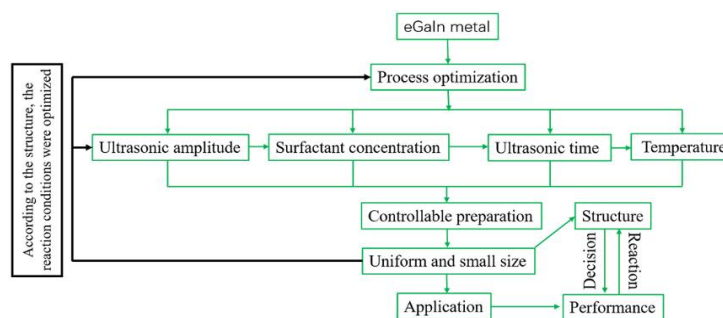 eGaIn metal
Process optimization
According to the structure, the
reaction conditions were optimized
Ultrasonic amplitude
Surfactant concentration
Ultrasonic time
Temperature
Controllable preparation
Structure
Uniform and small size
Decision
Reaction
Application
Performance